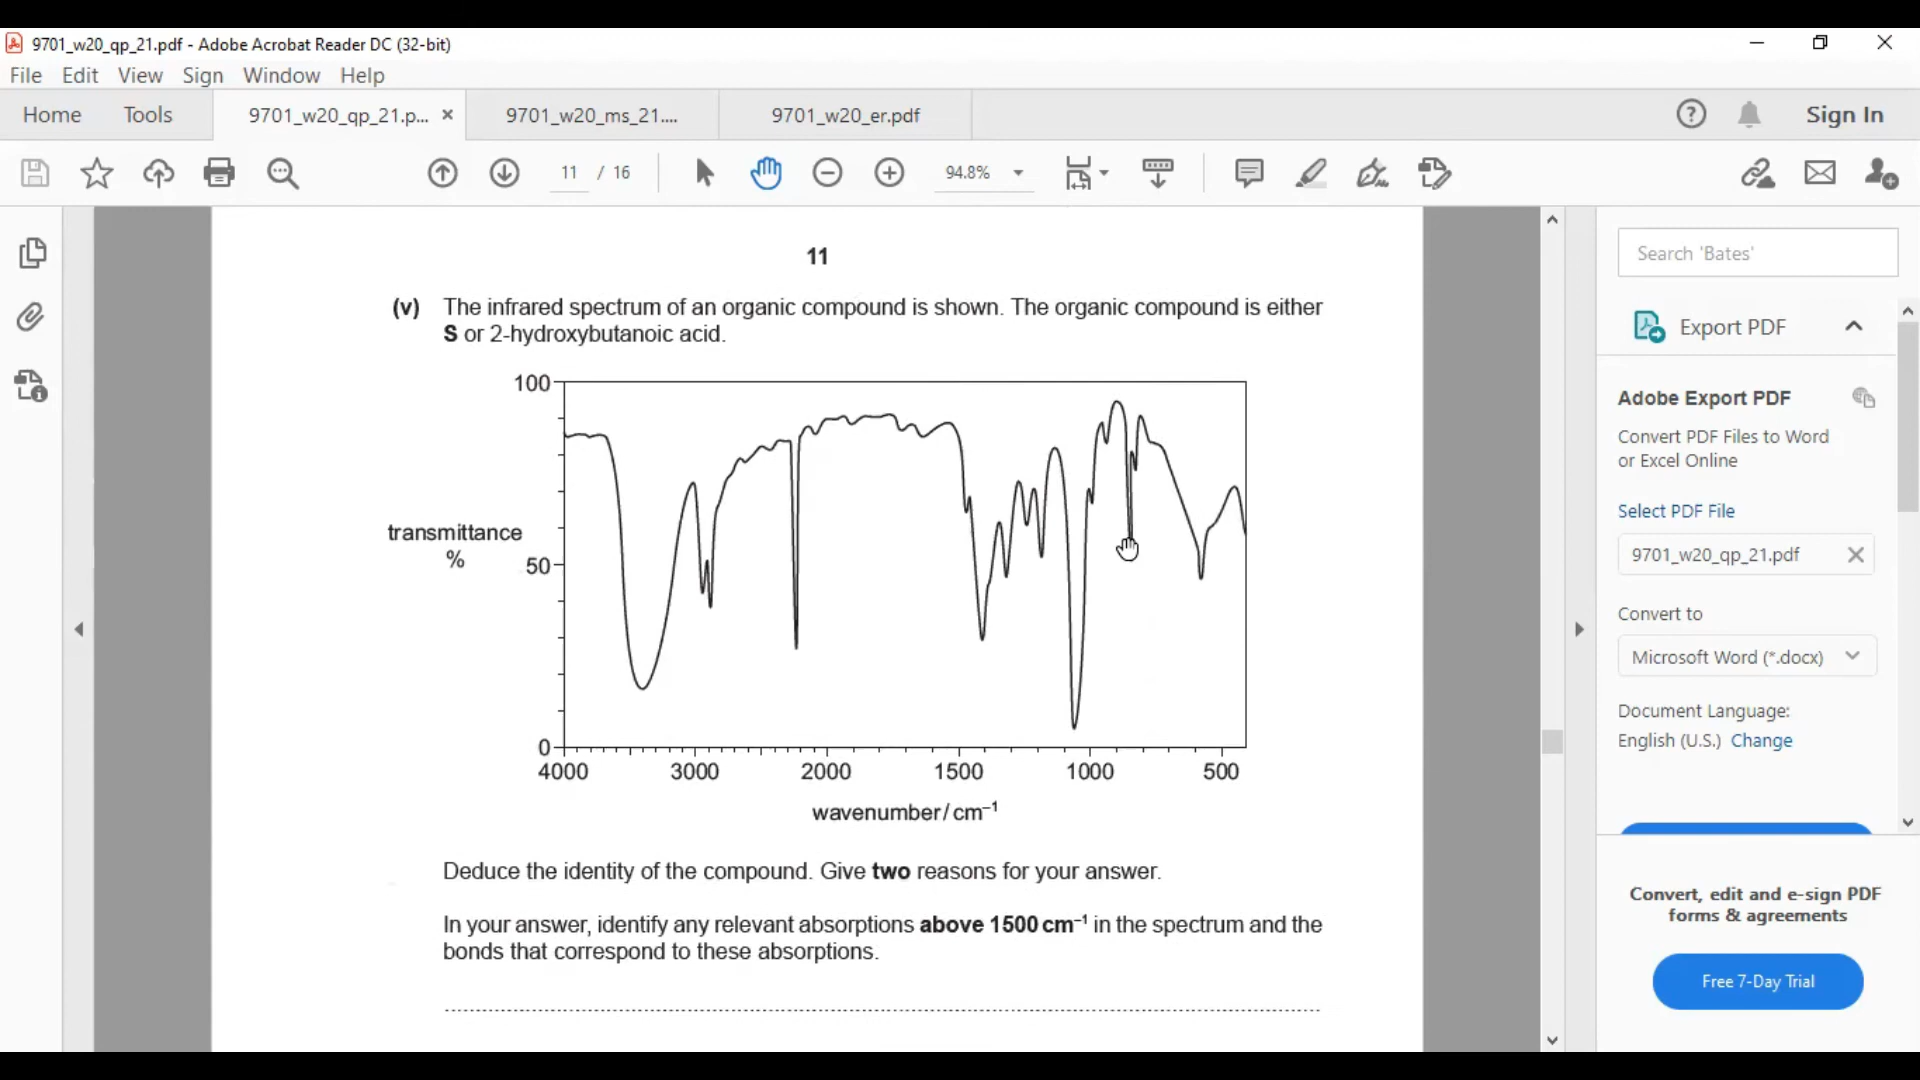 9701_w20_qp_21.pdf - Adobe Acrobat Reader DC (32-bit)
File Edit View Sign Window Help
Home Tools 9701_w20_qp_21.p... × 9701_w20_ms_21.... 9701_w20_er.pdf Sign In
11 / 16 94.8%
11
(v) The infrared spectrum of an organic compound is shown. The organic compound is either
S or 2-hydroxybutanoic acid.
100
transmittance
%
50
0
4000 3000 2000 1500 1000 500
wavenumber/cm⁻¹
Deduce the identity of the compound. Give two reasons for your answer.
In your answer, identify any relevant absorptions above 1500 cm⁻¹ in the spectrum and the
bonds that correspond to these absorptions.
Search 'Bates'
Export PDF
Adobe Export PDF
Convert PDF Files to Word
or Excel Online
Select PDF File
9701_w20_qp_21.pdf
Convert to
Microsoft Word (*.docx)
Document Language:
English (U.S.) Change
Convert, edit and e-sign PDF
forms & agreements
Free 7-Day Trial